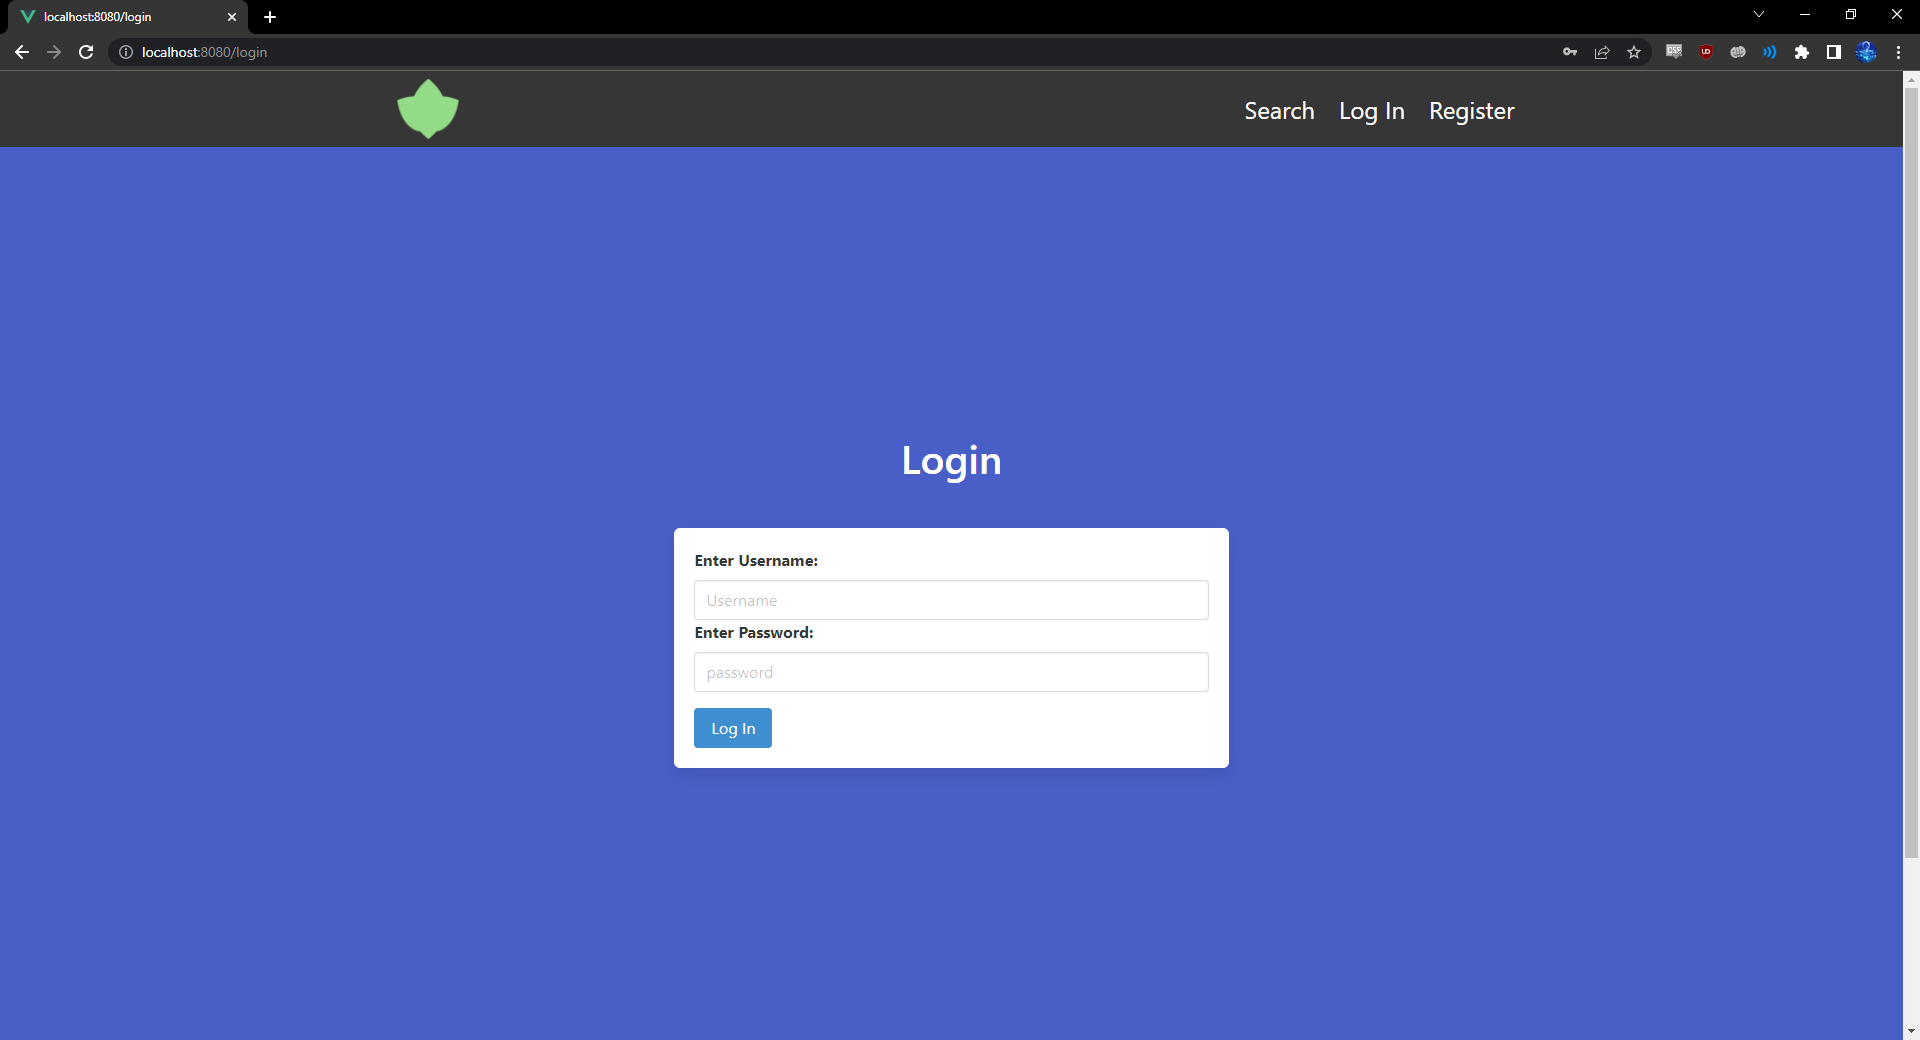 localhost:8080/login
localhost:8080/login
Search Log In Register
Login
Enter Username:
Username
Enter Password:
password
Log In